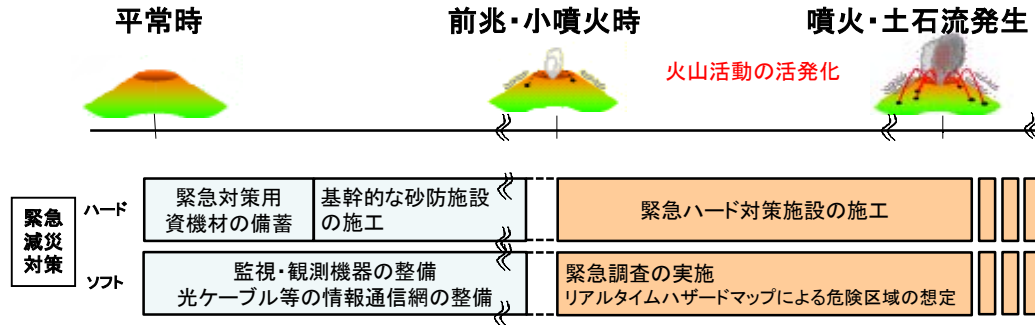 平常時
前兆・小噴火時
噴火・土石流発生
火山活動の活発化
緊急
減災
対策
ハード
緊急対策用
資機材の備蓄
基幹的な砂防施設
の施工
緊急ハード対策施設の施工
ソフト
監視・観測機器の整備
光ケーブル等の情報通信網の整備
緊急調査の実施
リアルタイムハザードマップによる危険区域の想定